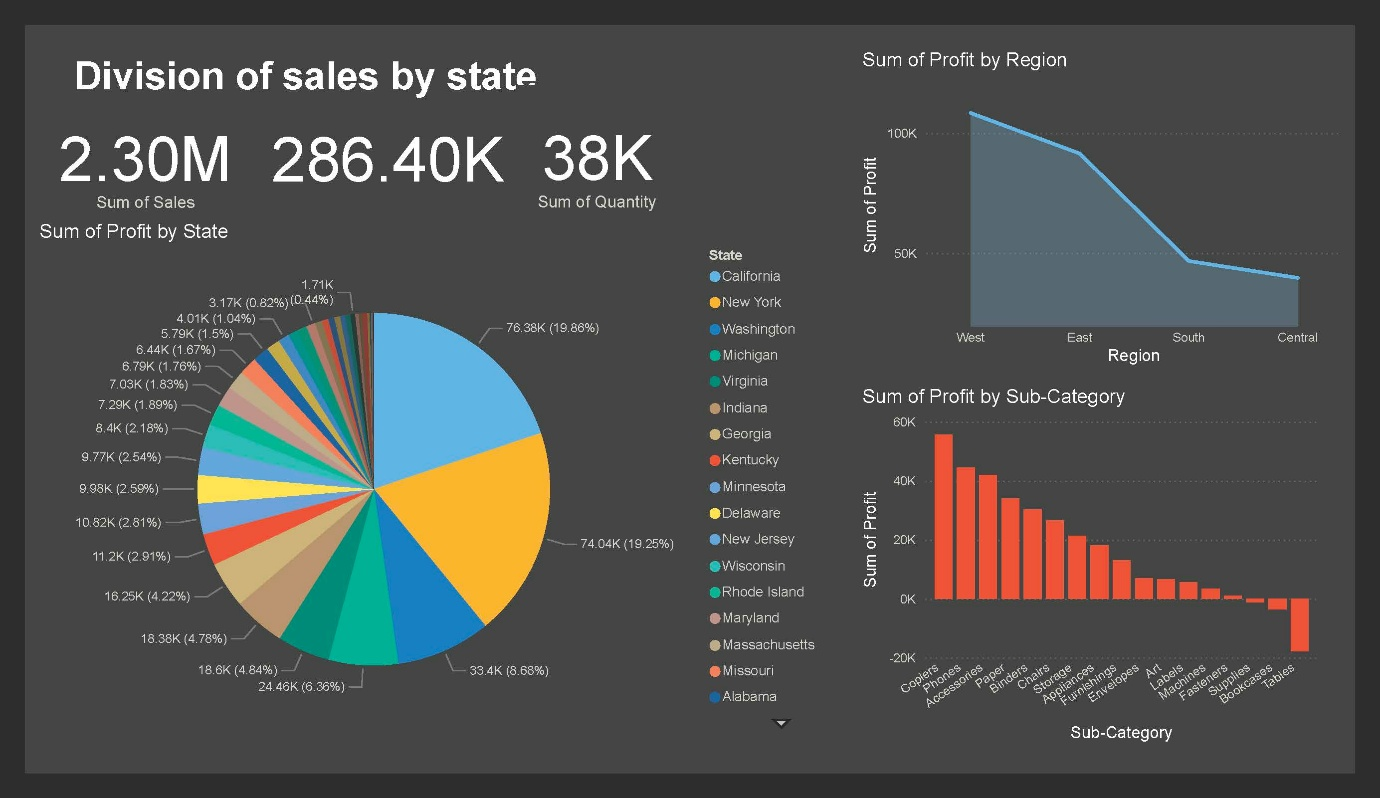 Division of sales by state
2.30M
Sum of Sales
286.40K
38K
Sum of Quantity
Sum of Profit by State
1.71K
(0.44%)
3.17K (0.82%)
4.01K (1.04%)
5.79K (1.5%)
6.44K (1.67%)
6.79K (1.76%)
7.03K (1.83%)
7.29K (1.89%)
8.4K (2.18%)
9.77K (2.54%)
9.98K (2.59%)
10.82K (2.81%)
11.2K (2.91%)
16.25K (4.22%)
18.38K (4.78%)
18.6K (4.84%)
24.46K (6.36%)
33.4K (8.68%)
74.04K (19.25%)
76.38K (19.86%)
State
California
New York
Washington
Michigan
Virginia
Indiana
Georgia
Kentucky
Minnesota
Delaware
New Jersey
Wisconsin
Rhode Island
Maryland
Massachusetts
Missouri
Alabama
Sum of Profit by Region
Sum of Profit
100K
50K
West
East
South
Central
Region
Sum of Profit by Sub-Category
Sum of Profit
60K
40K
20K
0K
-20K
Copiers
Phones
Accessories
Paper
Binders
Chairs
Storage
Appliances
Furnishings
Envelopes
Art
Labels
Machines
Fasteners
Supplies
Bookcases
Tables
Sub-Category